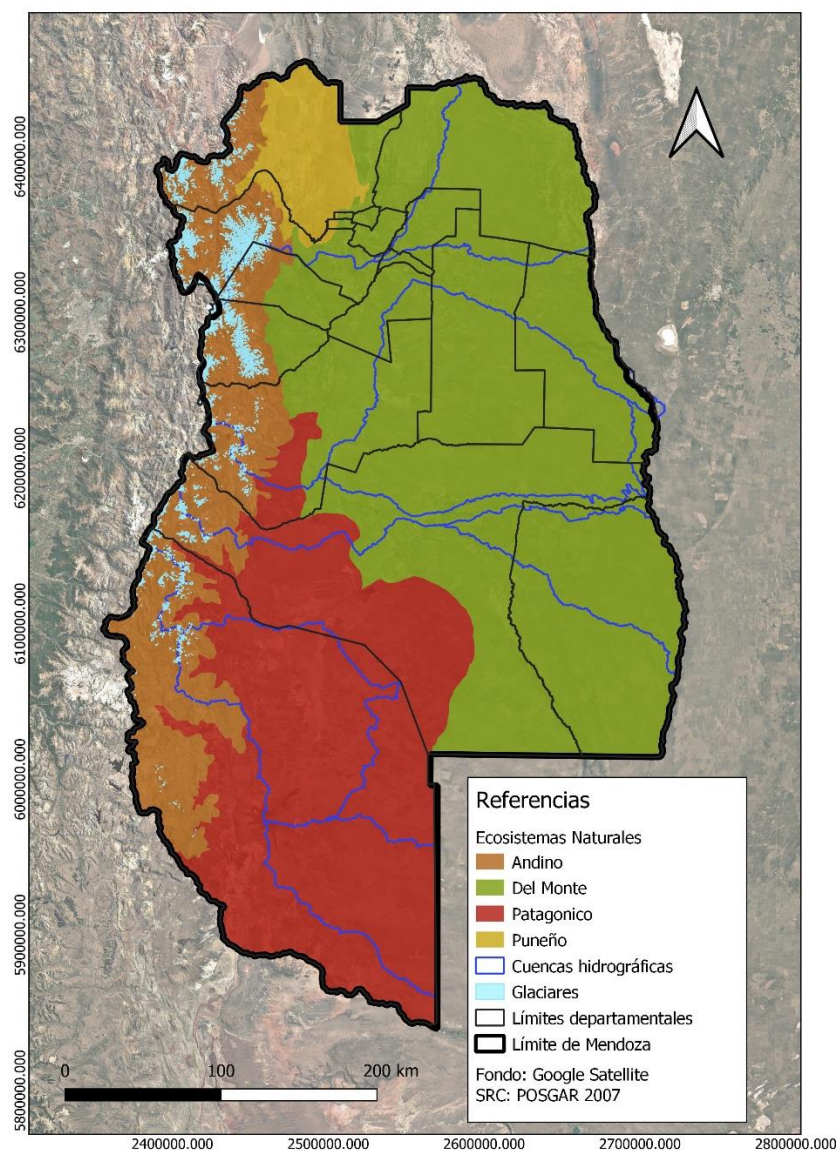 6400000.000
6300000.000
6200000.000
6100000.000
6000000.000
5900000.000
5800000.000
Referencias
Ecosistemas Naturales
Andino
Del Monte
Patagonico
Puneño
Cuencas hidrográficas
Glaciares
Límites departamentales
Límite de Mendoza
Fondo: Google Satellite
SRC: POSGAR 2007
0 100 200 km
2400000.000 2500000.000 2600000.000 2700000.000 2800000.000